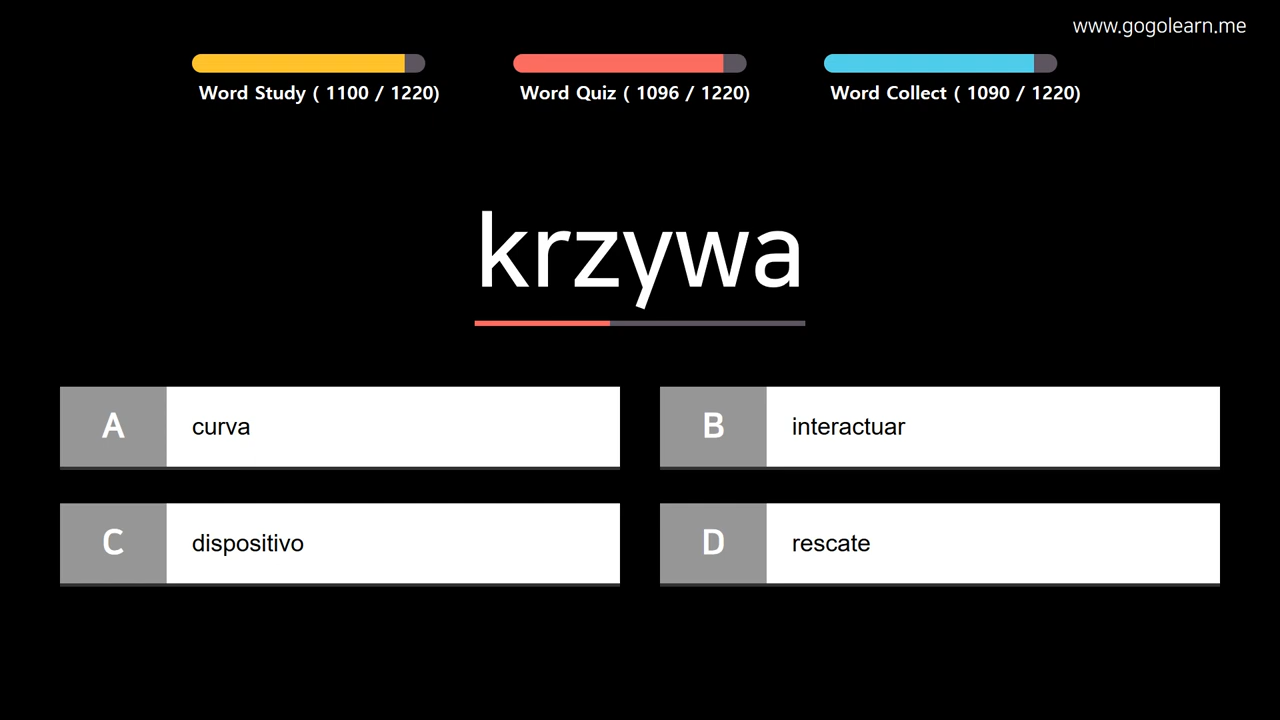 www.gogolearn.me
Word Study ( 1100 / 1220)
Word Quiz ( 1096 / 1220)
Word Collect ( 1090 / 1220)
krzywa
A curva
B interactuar
C dispositivo
D rescate